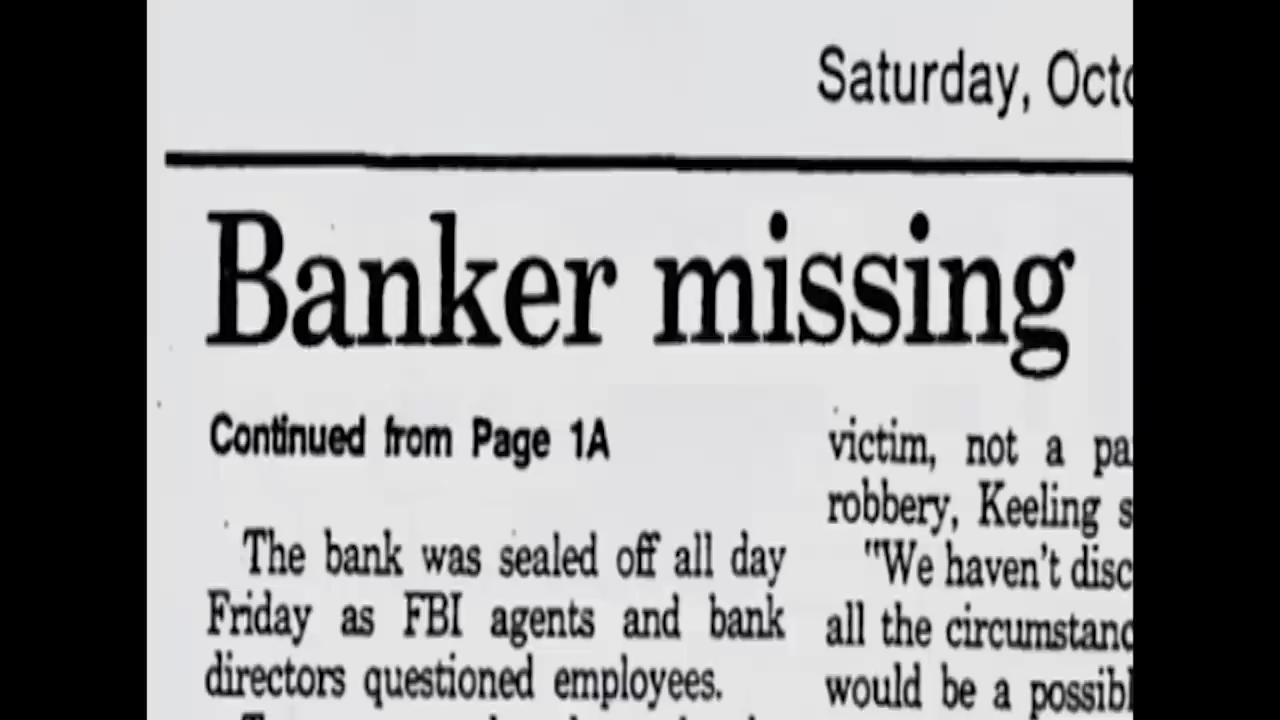 Saturday,
Banker missing
Continued from Page 1A
The bank was sealed off all day
Friday as FBI agents and bank
directors questioned employees.
victim, not a
robbery, Keeling
"We haven't
all the
would be a